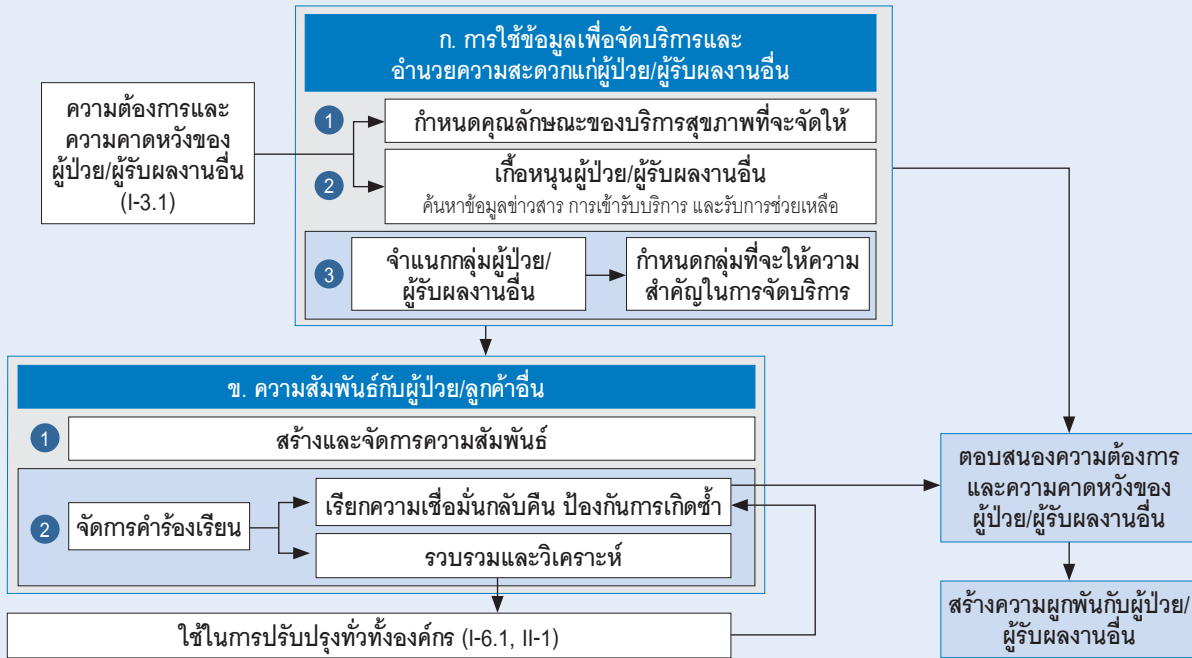 ก. การใช้ข้อมูลเพื่อจัดบริการและ
อำนวยความสะดวกแก่ผู้ป่วย/ผู้รับผลงานอื่น
ความต้องการและ
ความคาดหวังของ
ผู้ป่วย/ผู้รับผลงานอื่น
(I-3.1)
1
กำหนดคุณลักษณะของบริการสุขภาพที่จะจัดให้
2
เกื้อหนุนผู้ป่วย/ผู้รับผลงานอื่น
ค้นหาข้อมูลข่าวสาร การเข้ารับบริการ และรับการช่วยเหลือ
3
จำแนกกลุ่มผู้ป่วย/
ผู้รับผลงานอื่น
กำหนดกลุ่มที่จะให้ความ
สำคัญในการจัดบริการ
ข. ความสัมพันธ์กับผู้ป่วย/ลูกค้าอื่น
1
สร้างและจัดการความสัมพันธ์
2
จัดการคำร้องเรียน
เรียกความเชื่อมั่นกลับคืน ป้องกันการเกิดซ้ำ
รวบรวมและวิเคราะห์
ใช้ในการปรับปรุงทั่วทั้งองค์กร (I-6.1, II-1)
ตอบสนองความต้องการ
และความคาดหวังของ
ผู้ป่วย/ผู้รับผลงานอื่น
สร้างความผูกพันกับผู้ป่วย/
ผู้รับผลงานอื่น